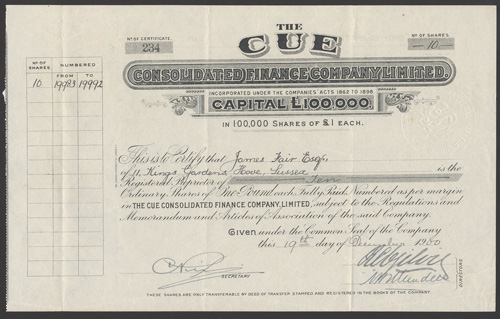 THE
CUE
CONSOLIDATED FINANCE COMPANY, LIMITED.
Nº OF CERTIFICATE.
234
Nº OF SHARES.
10
INCORPORATED UNDER THE COMPANIES' ACTS 1862 TO 1898.
CAPITAL £100,000.
IN 100,000 SHARES OF £1 EACH.
Nº OF SHARES
NUMBERED
FROM TO
10 19983 19992
This is to Certify that James Fair Esq.
of 11, Kings Gardens, Hove, Sussex is the
Registered Proprietor of Ten
Ordinary Shares of One Pound each, Fully Paid, Numbered as per margin
in THE CUE CONSOLIDATED FINANCE COMPANY, LIMITED, subject to the Regulations and
Memorandum and Articles of Association of the said Company.
Given under the Common Seal of the Company
this 19th day of December 1900
SECRETARY
DIRECTORS
THESE SHARES ARE ONLY TRANSFERABLE BY DEED OF TRANSFER STAMPED AND REGISTERED IN THE BOOKS OF THE COMPANY.